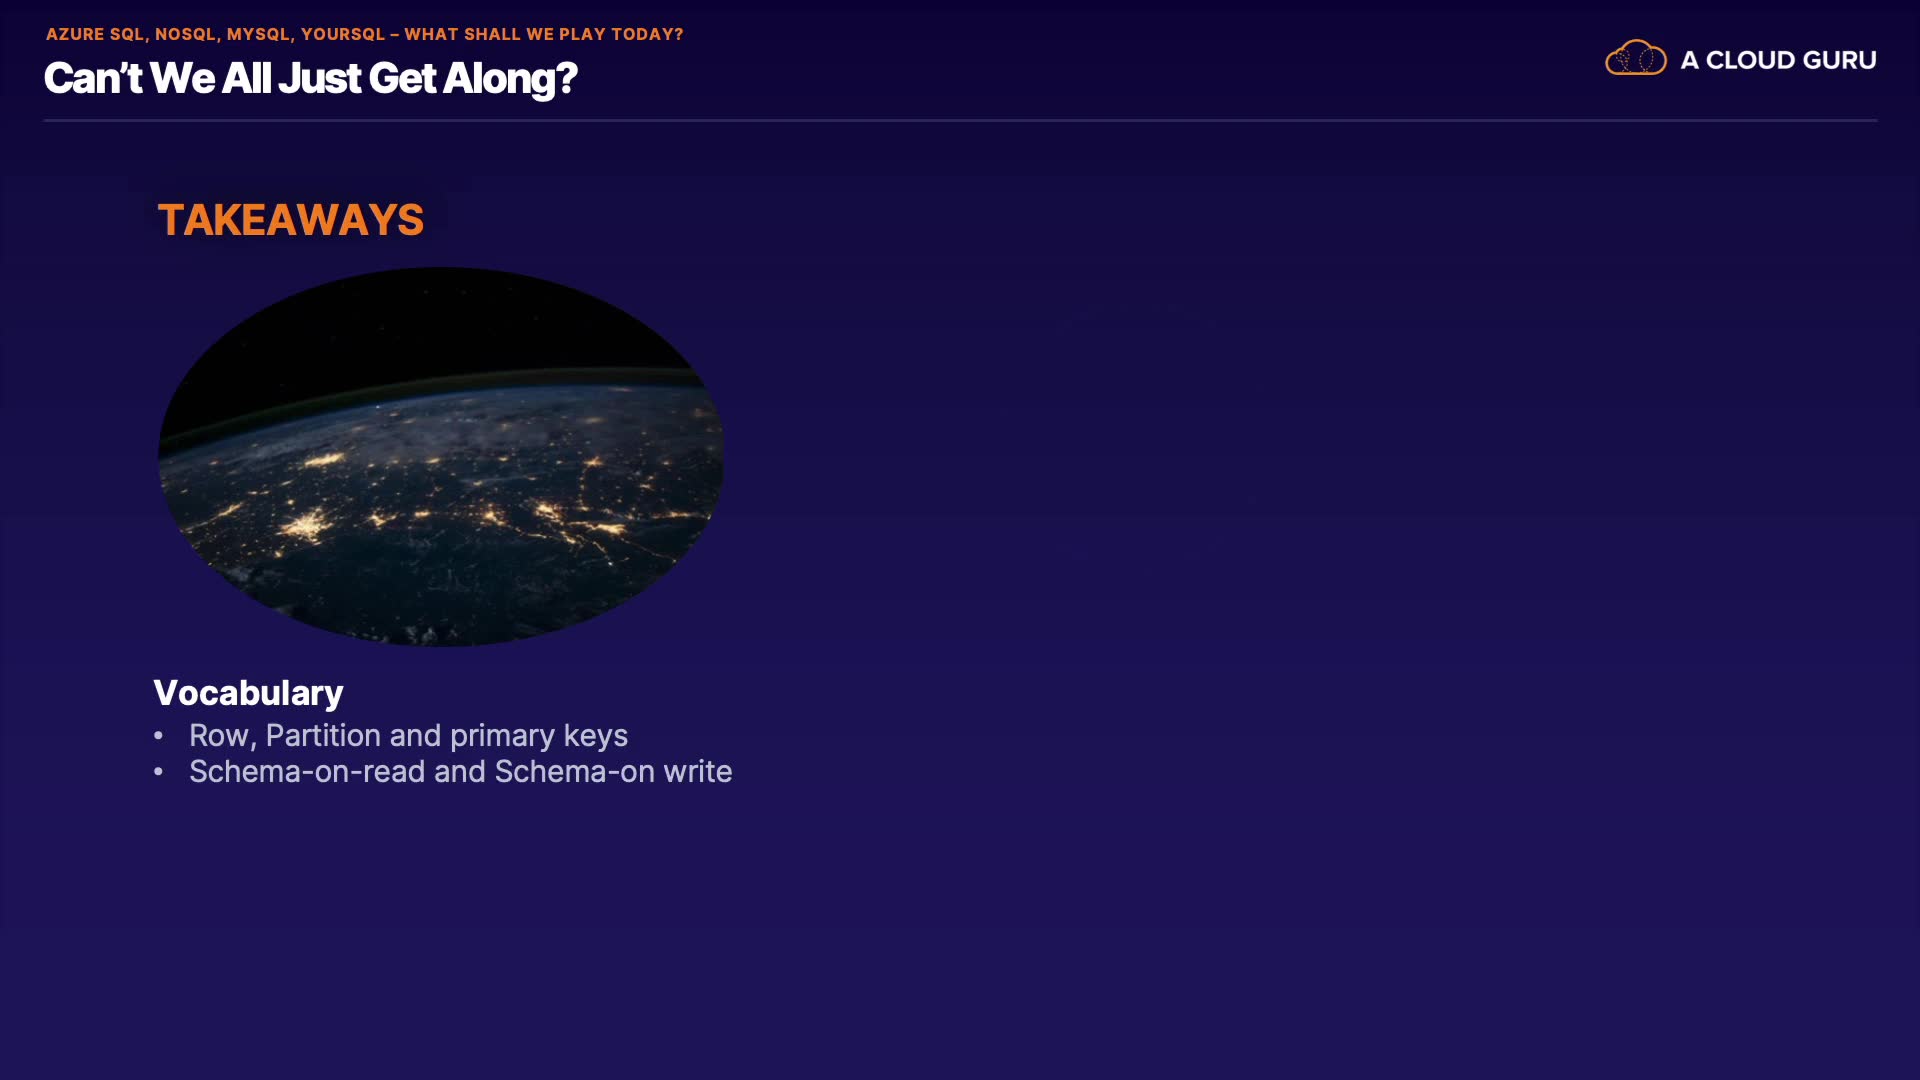 AZURE SQL, NOSQL, MYSQL, YOURSQL – WHAT SHALL WE PLAY TODAY?
Can’t We All Just Get Along?
A CLOUD GURU
TAKEAWAYS
Vocabulary
• Row, Partition and primary keys
• Schema-on-read and Schema-on write